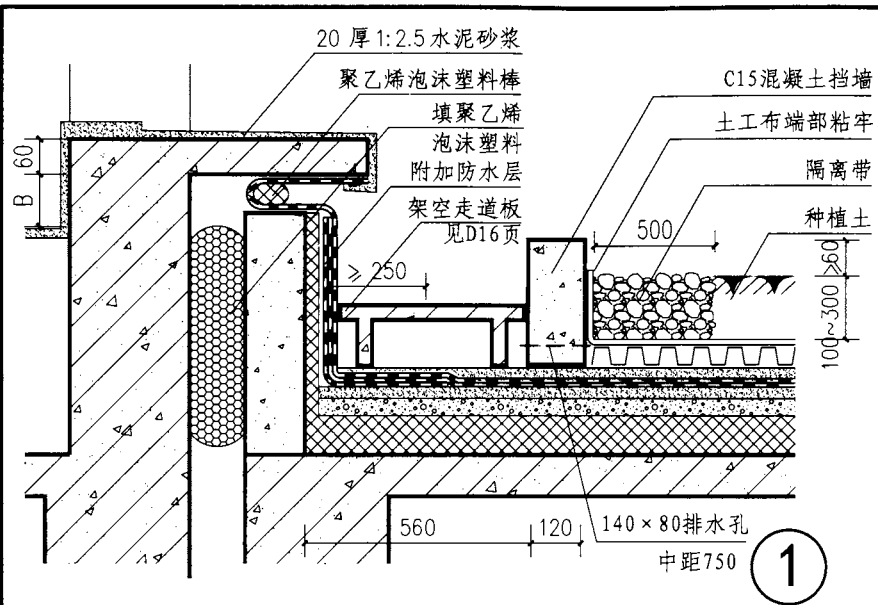 20 厚1:2.5水泥砂浆
聚乙烯泡沫塑料棒
填聚乙烯
泡沫塑料
附加防水层
架空走道板
见D16页
C15混凝土挡墙
土工布端部粘牢
隔离带
种植土
60
B
≥ 250
500
≥60
100~300
560
120
140×80排水孔
中距750
1